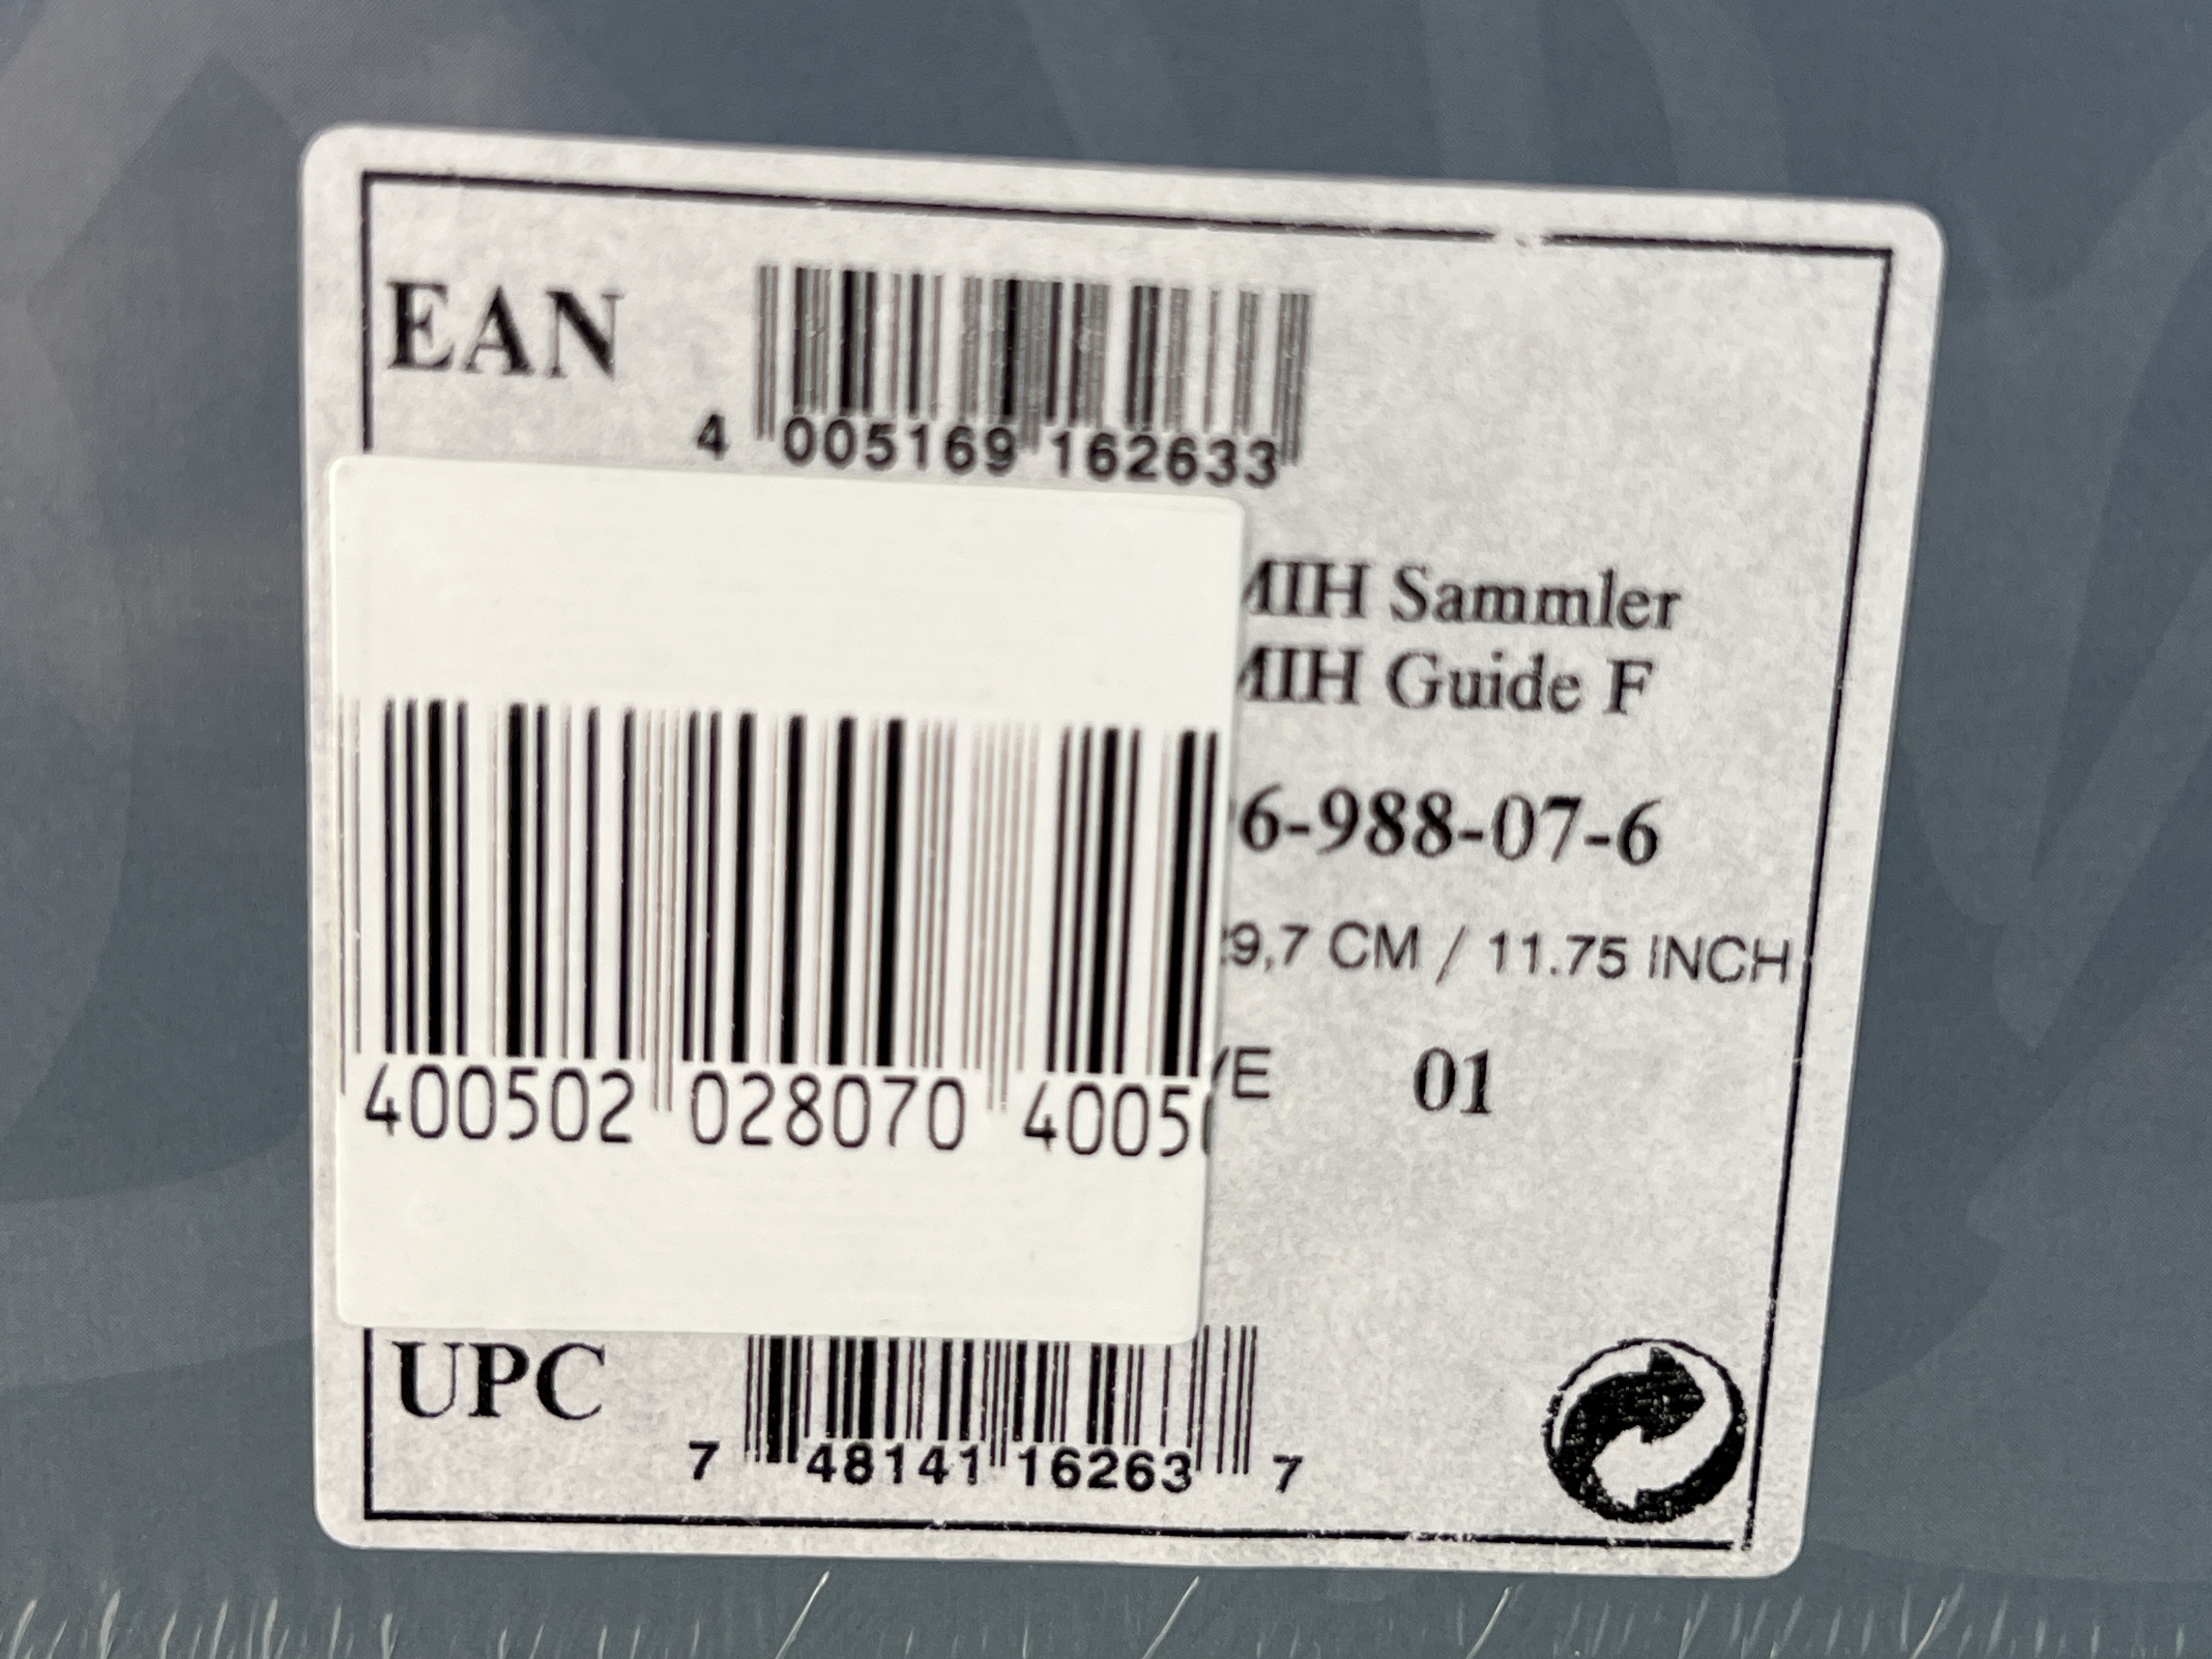 EAN
4 005169 162633
MIH Sammler
MIH Guide F
6-988-07-6
29,7 CM / 11.75 INCH
400502 028070 4005
01
UPC
7 48141 16263 7